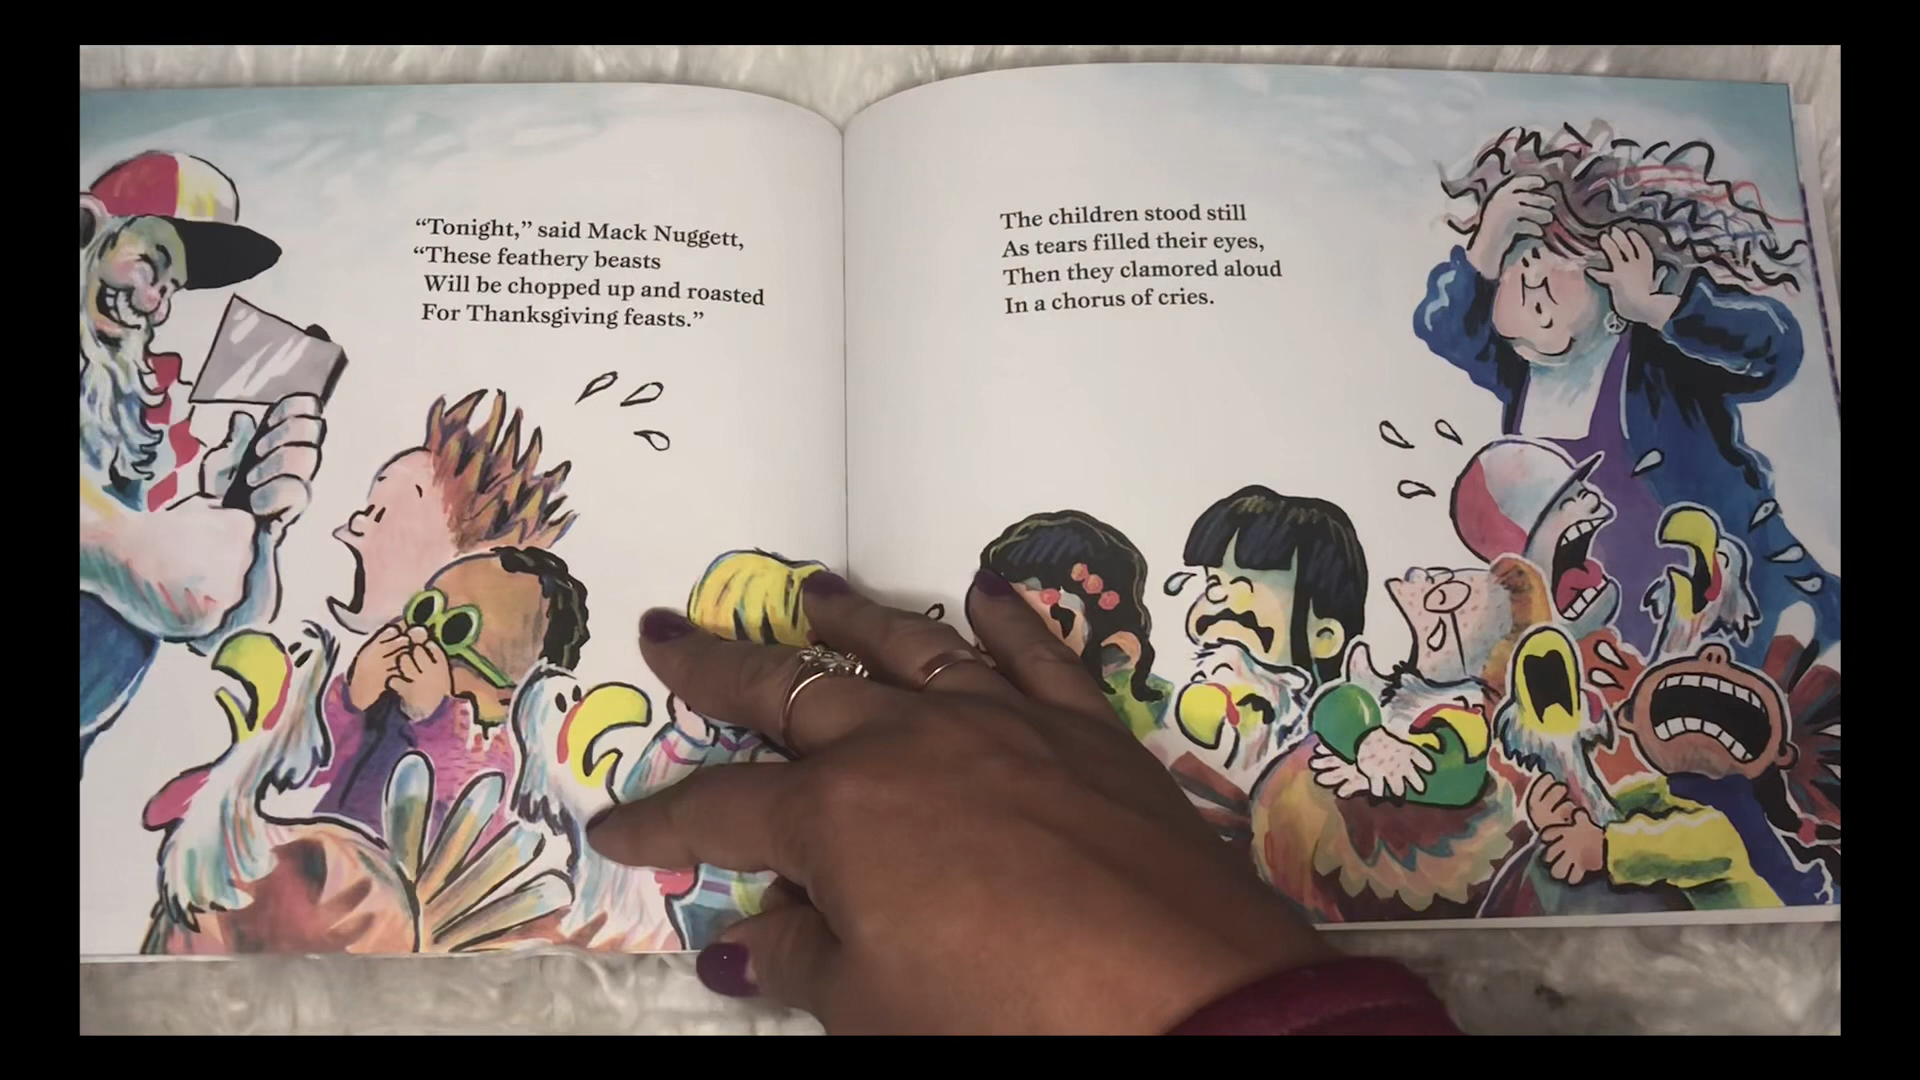 “Tonight,” said Mack Nuggett,
“These feathery beasts
Will be chopped up and roasted
For Thanksgiving feasts.”
The children stood still
As tears filled their eyes,
Then they clamored aloud
In a chorus of cries.